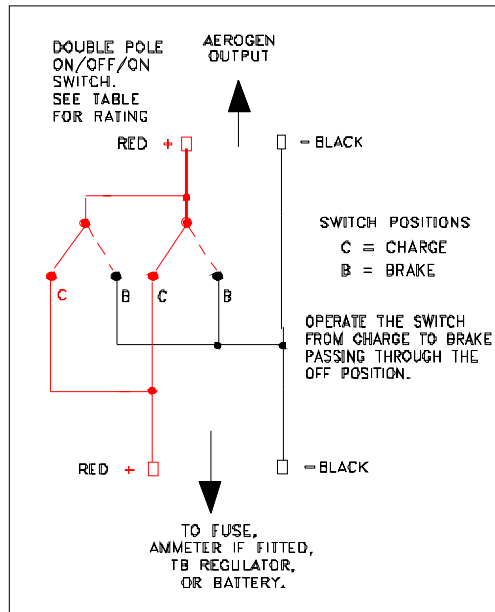 DOUBLE POLE
ON/OFF/ON
SWITCH.
SEE TABLE
FOR RATING
AEROGEN
OUTPUT
RED +
- BLACK
SWITCH POSITIONS
C = CHARGE
B = BRAKE
C
B
C
B
OPERATE THE SWITCH
FROM CHARGE TO BRAKE
PASSING THROUGH THE
OFF POSITION.
RED +
- BLACK
TO FUSE,
AMMETER IF FITTED,
TB REGULATOR,
OR BATTERY.